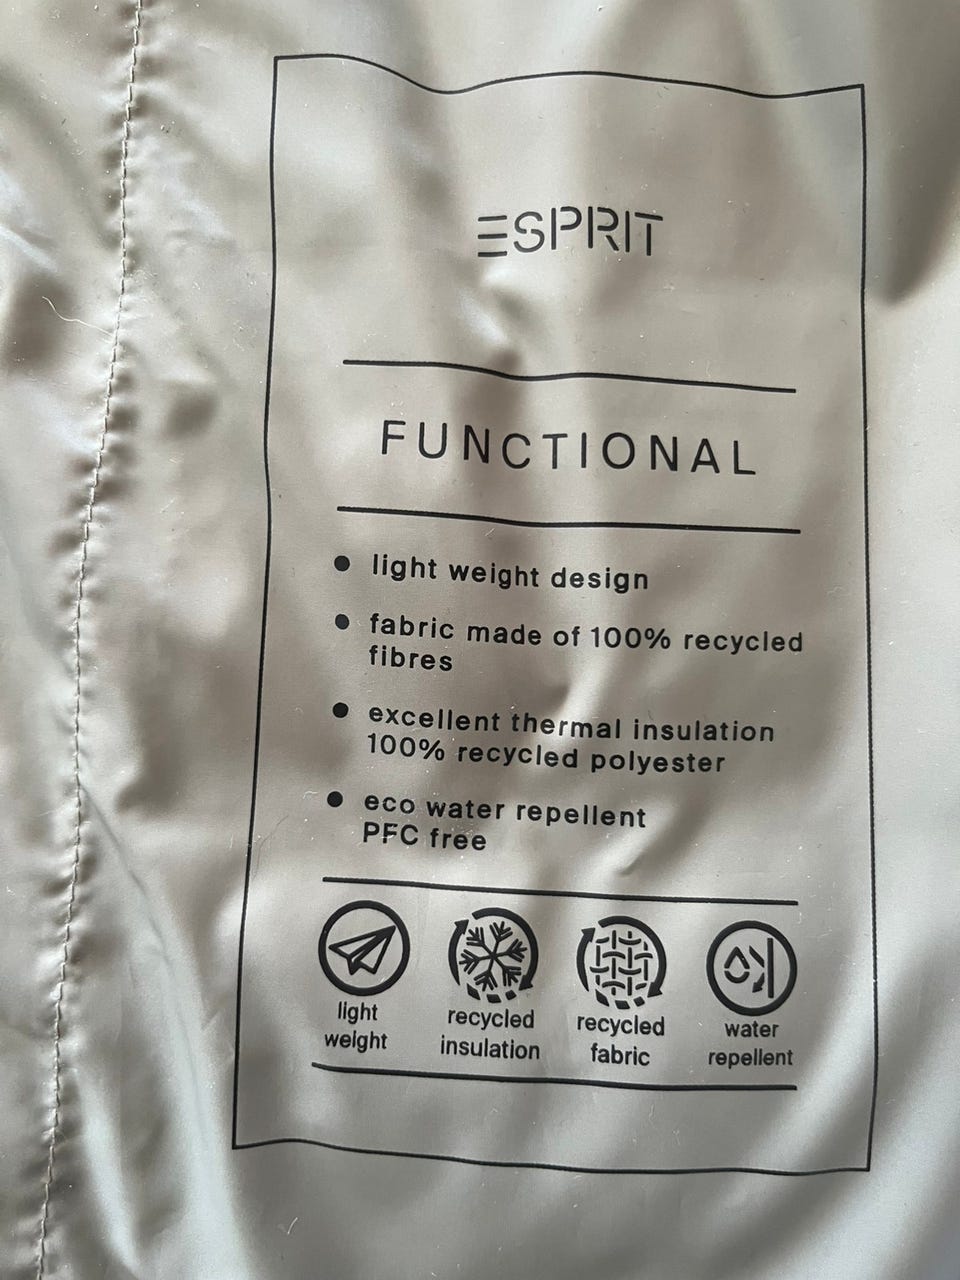 ESPRIT
FUNCTIONAL
● light weight design
● fabric made of 100% recycled
fibres
● excellent thermal insulation
100% recycled polyester
● eco water repellent
PFC free
light
weight
recycled
insulation
recycled
fabric
water
repellent